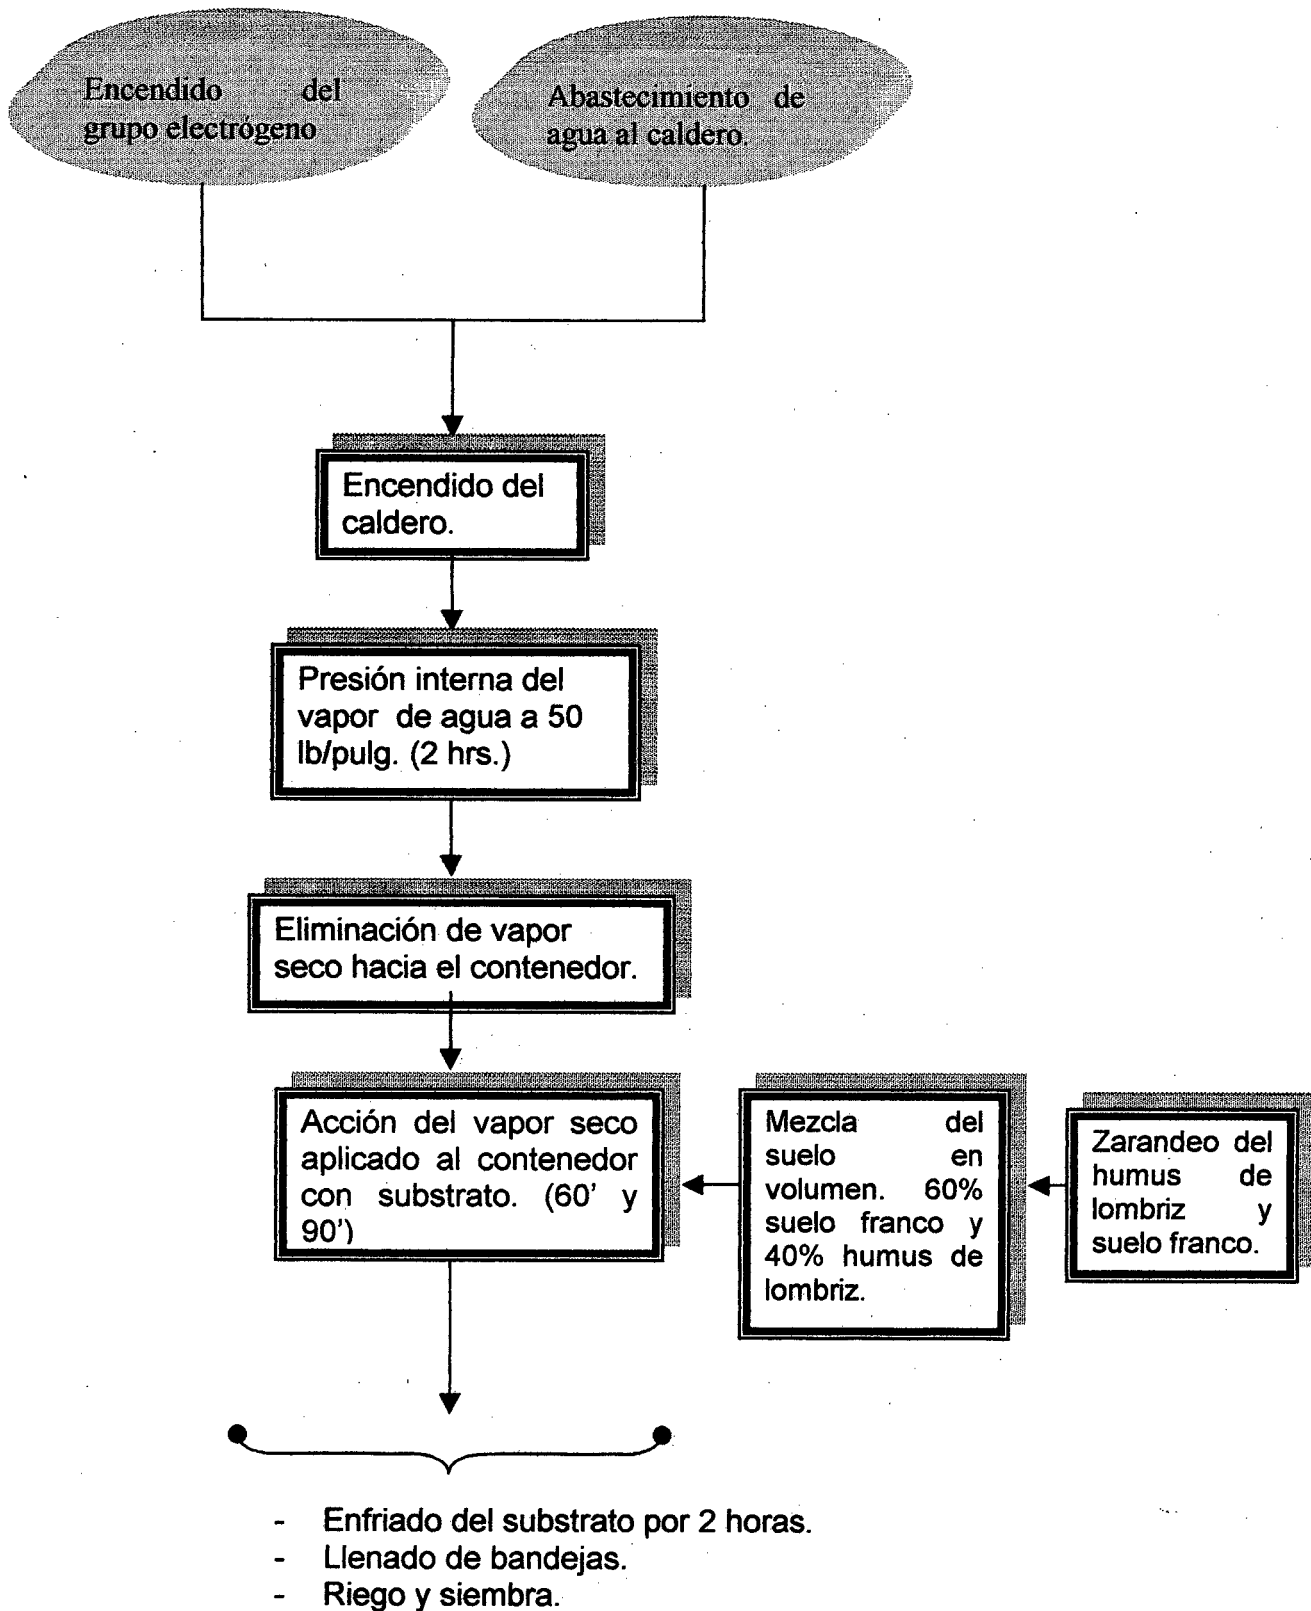 Encendido del
grupo electrógeno
Abastecimiento de
agua al caldero.
Encendido del
caldero.
Presión interna del
vapor de agua a 50
lb/pulg. (2 hrs.)
Eliminación de vapor
seco hacia el contenedor.
Acción del vapor seco
aplicado al contenedor
con substrato. (60' y
90')
Mezcla del
suelo en
volumen. 60%
suelo franco y
40% humus de
lombriz.
Zarandeo del
humus de
lombriz y
suelo franco.
- Enfriado del substrato por 2 horas.
- Llenado de bandejas.
- Riego y siembra.